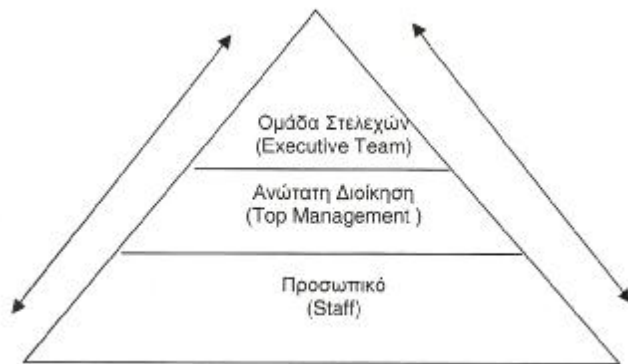 Ομάδα Στελεχών
(Executive Team)
Ανώτατη Διοίκηση
(Top Management )
Προσωπικό
(Staff)